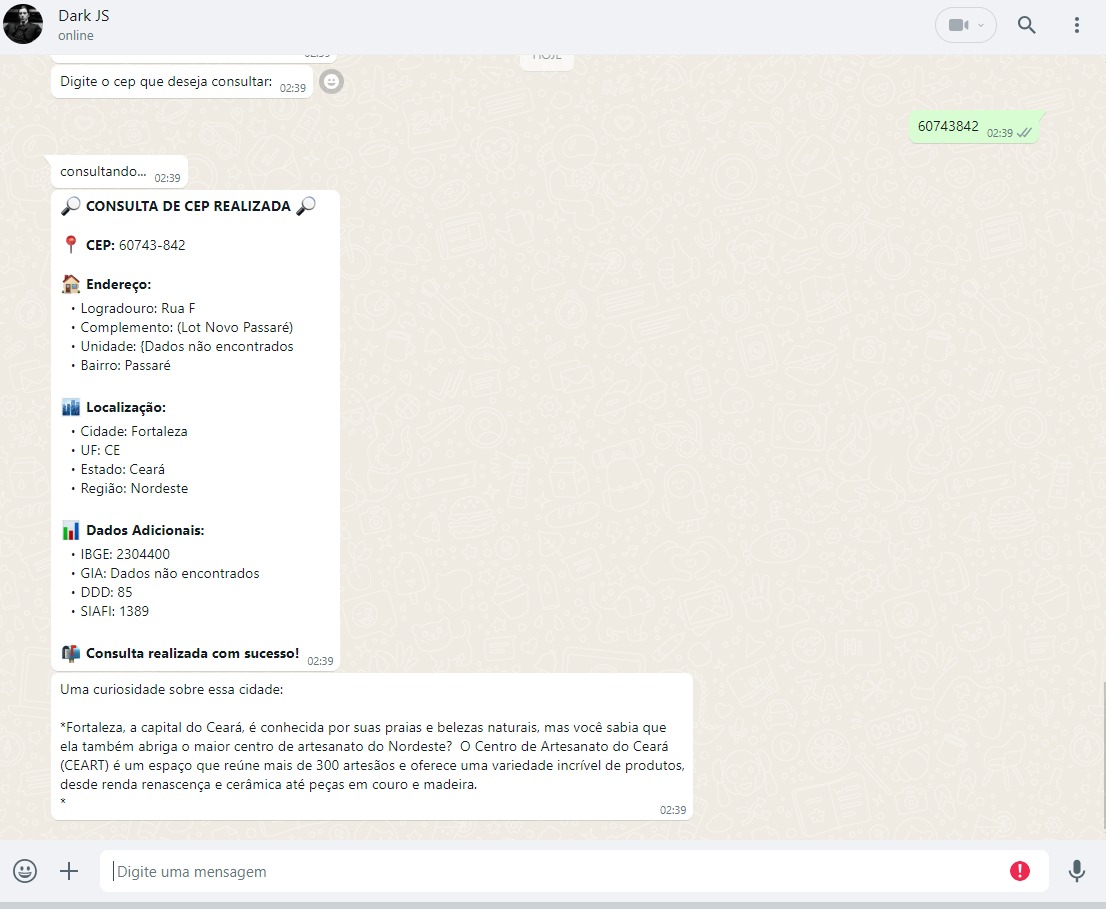 Dark JS
online
02:39
HOJE
Digite o cep que deseja consultar: 02:39
60743842 02:39
consultando... 02:39
CONSULTA DE CEP REALIZADA
CEP: 60743-842
Endereço:
• Logradouro: Rua F
• Complemento: (Lot Novo Passaré)
• Unidade: {Dados não encontrados
• Bairro: Passaré
Localização:
• Cidade: Fortaleza
• UF: CE
• Estado: Ceará
• Região: Nordeste
Dados Adicionais:
• IBGE: 2304400
• GIA: Dados não encontrados
• DDD: 85
• SIAFI: 1389
Consulta realizada com sucesso! 02:39
Uma curiosidade sobre essa cidade:
*Fortaleza, a capital do Ceará, é conhecida por suas praias e belezas naturais, mas você sabia que
ela também abriga o maior centro de artesanato do Nordeste?  O Centro de Artesanato do Ceará
(CEART) é um espaço que reúne mais de 300 artesãos e oferece uma variedade incrível de produtos,
desde renda renascença e cerâmica até peças em couro e madeira.
*
02:39
Digite uma mensagem